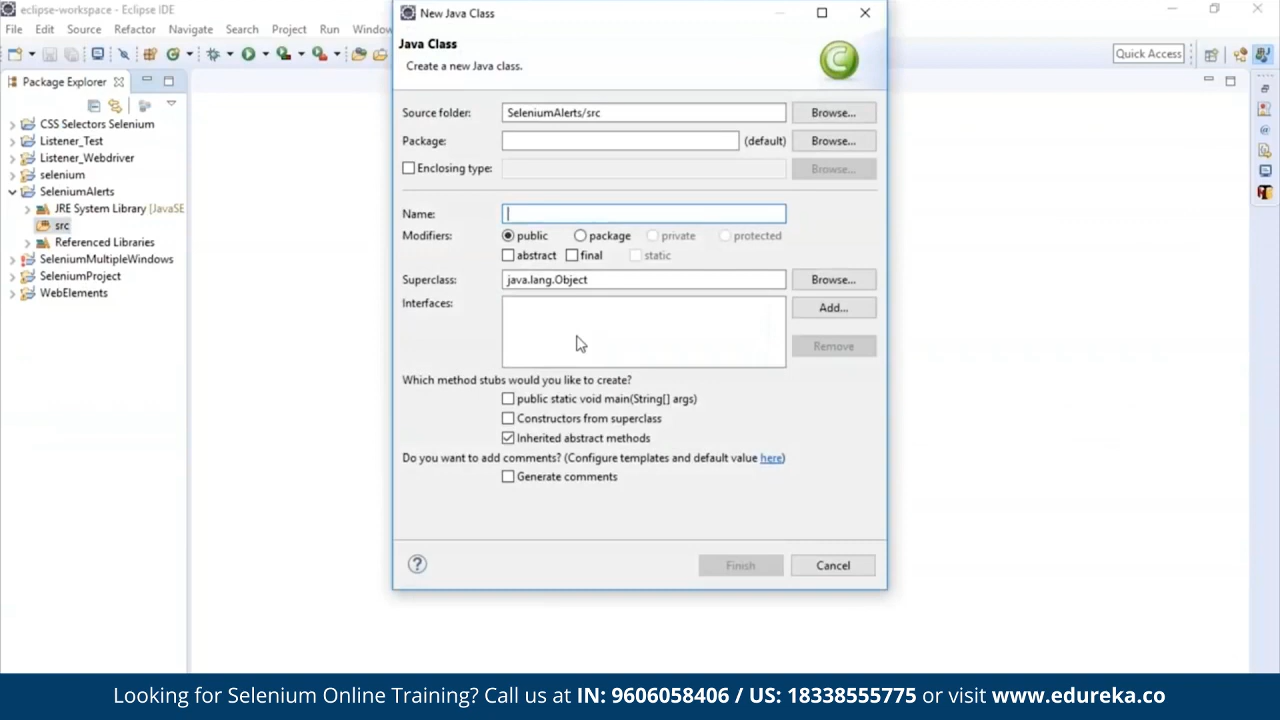 eclipse-workspace - Eclipse IDE
File Edit Source Refactor Navigate Search Project Run Window
Quick Access
Package Explorer
CSS Selectors Selenium
Listener_Test
Listener_Webdriver
selenium
SeleniumAlerts
JRE System Library [JavaSE
src
Referenced Libraries
SeleniumMultipleWindows
SeleniumProject
WebElements
New Java Class
Java Class
Create a new Java class.
C
Source folder: SeleniumAlerts/src Browse...
Package: (default) Browse...
Enclosing type: Browse...
Name:
Modifiers: public package private protected
abstract final static
Superclass: java.lang.Object Browse...
Interfaces: Add...
Remove
Which method stubs would you like to create?
public static void main(String[] args)
Constructors from superclass
Inherited abstract methods
Do you want to add comments? (Configure templates and default value here)
Generate comments
? Finish Cancel
Looking for Selenium Online Training? Call us at IN: 9606058406 / US: 18338555775 or visit www.edureka.co